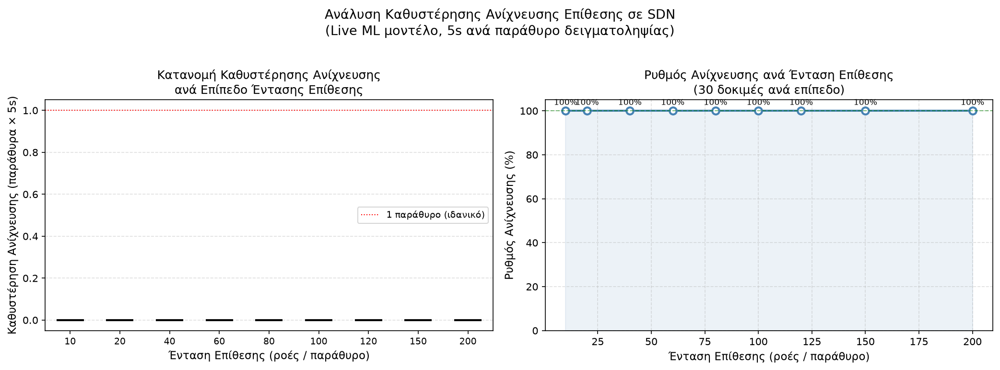 Ανάλυση Καθυστέρησης Ανίχνευσης Επίθεσης σε SDN
(Live ML μοντέλο, 5s ανά παράθυρο δειγματοληψίας)
Κατανομή Καθυστέρησης Ανίχνευσης
ανά Επίπεδο Έντασης Επίθεσης
Καθυστέρηση Ανίχνευσης (παράθυρα × 5s)
1.0
0.8
0.6
0.4
0.2
0.0
1 παράθυρο (ιδανικό)
10 20 40 60 80 100 120 150 200
Ένταση Επίθεσης (ροές / παράθυρο)
Ρυθμός Ανίχνευσης ανά Ένταση Επίθεσης
(30 δοκιμές ανά επίπεδο)
100% 100% 100% 100% 100% 100% 100% 100% 100%
Ρυθμός Ανίχνευσης (%)
100
80
60
40
20
0
25 50 75 100 125 150 175 200
Ένταση Επίθεσης (ροές / παράθυρο)